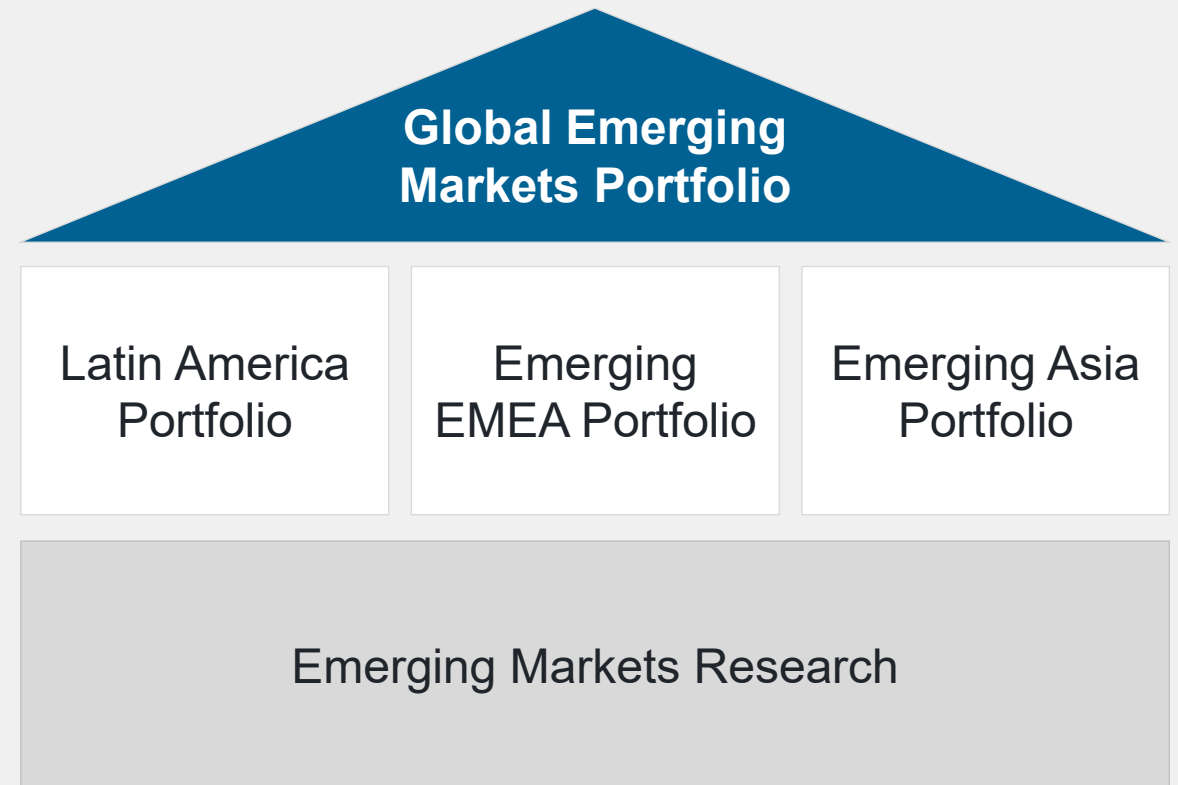 Global Emerging
Markets Portfolio
Latin America
Portfolio
Emerging
EMEA Portfolio
Emerging Asia
Portfolio
Emerging Markets Research